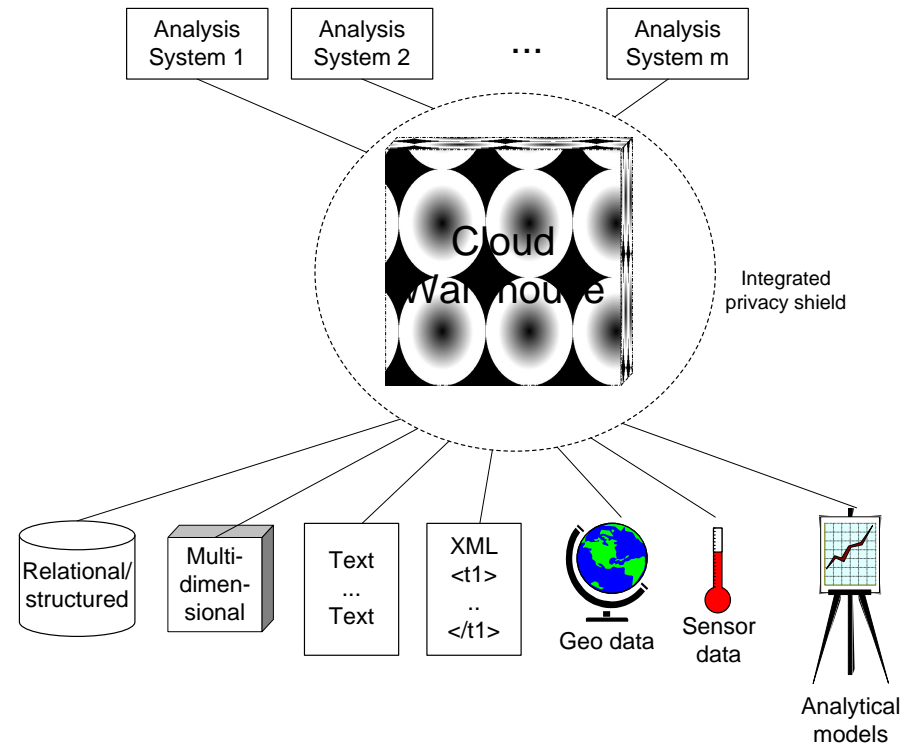 Analysis
System 1
Analysis
System 2
...
Analysis
System m
Cloud
Warehouse
Integrated
privacy shield
Relational/
structured
Multi-
dimen-
sional
Text
...
Text
XML
<t1>
..
</t1>
Geo data
Sensor
data
Analytical
models